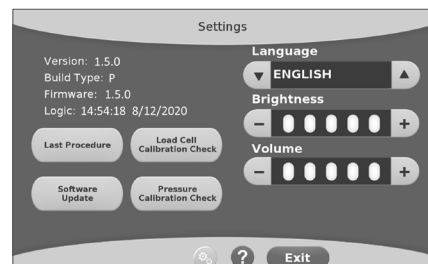 Settings
Version: 1.5.0
Build Type: P
Firmware: 1.5.0
Logic: 14:54:18 8/12/2020
Last Procedure
Load Cell
Calibration Check
Software
Update
Pressure
Calibration Check
Language
▼ ENGLISH ▲
Brightness
− +
Volume
− +
? Exit